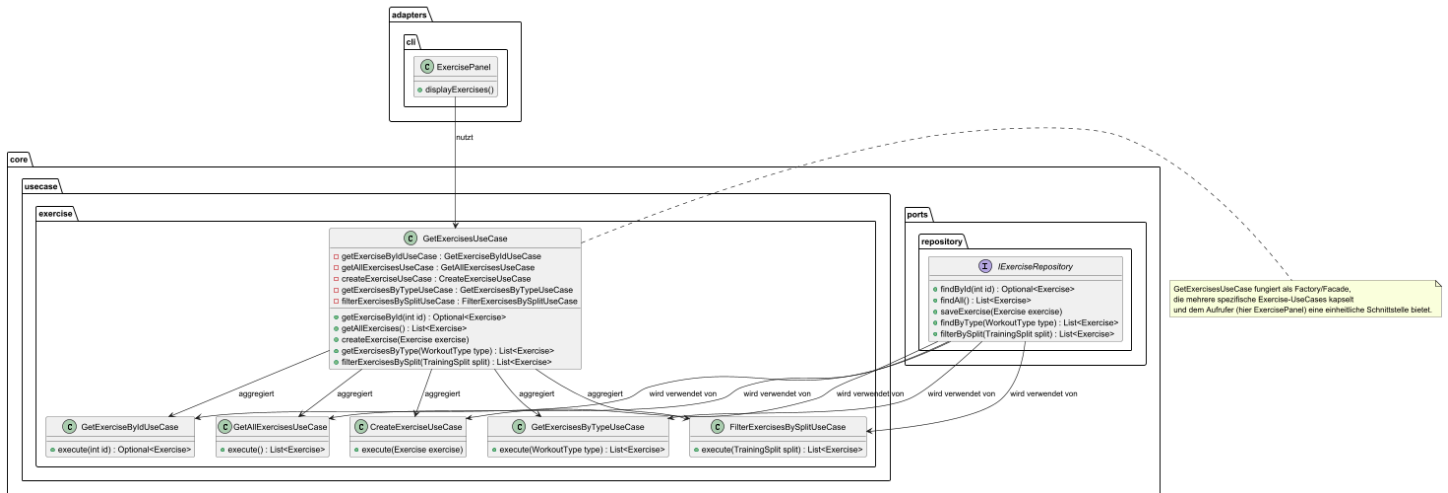 adapters
cli
C ExercisePanel
displayExercises()
nutzt
core
usecase
exercise
C GetExercisesUseCase
getExerciseByIdUseCase : GetExerciseByIdUseCase
getAllExercisesUseCase : GetAllExercisesUseCase
createExerciseUseCase : CreateExerciseUseCase
getExercisesByTypeUseCase : GetExercisesByTypeUseCase
filterExercisesBySplitUseCase : FilterExercisesBySplitUseCase
getExerciseById(int id) : Optional<Exercise>
getAllExercises() : List<Exercise>
createExercise(Exercise exercise)
getExercisesByType(WorkoutType type) : List<Exercise>
filterExercisesBySplit(TrainingSplit split) : List<Exercise>
ports
repository
I IExerciseRepository
findById(int id) : Optional<Exercise>
findAll() : List<Exercise>
saveExercise(Exercise exercise)
findByType(WorkoutType type) : List<Exercise>
filterBySplit(TrainingSplit split) : List<Exercise>
GetExercisesUseCase fungiert als Factory/Facade,
die mehrere spezifische Exercise-UseCases kapselt
und dem Aufrufer (hier ExercisePanel) eine einheitliche Schnittstelle bietet.
aggregiert aggregiert aggregiert aggregiert aggregiert wird verwendet von wird verwendet von wird verwendet von wird verwendet von wird verwendet von
C GetExerciseByIdUseCase
execute(int id) : Optional<Exercise>
C GetAllExercisesUseCase
execute() : List<Exercise>
C CreateExerciseUseCase
execute(Exercise exercise)
C GetExercisesByTypeUseCase
execute(WorkoutType type) : List<Exercise>
C FilterExercisesBySplitUseCase
execute(TrainingSplit split) : List<Exercise>